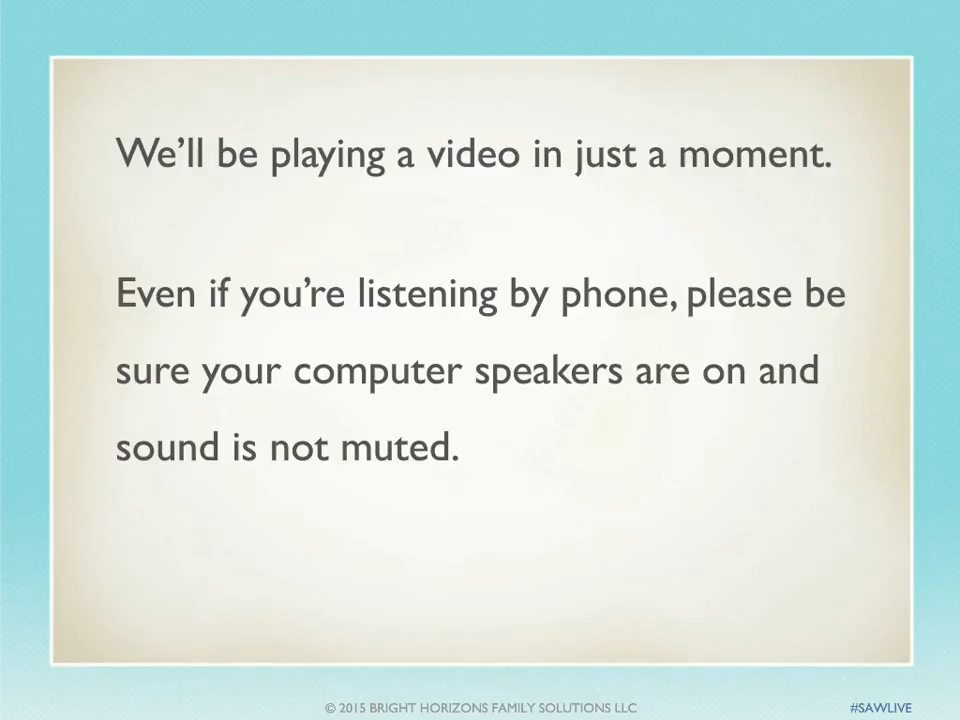 We'll be playing a video in just a moment.
Even if you're listening by phone, please be
sure your computer speakers are on and
sound is not muted.
© 2015 BRIGHT HORIZONS FAMILY SOLUTIONS LLC
#SAWLIVE